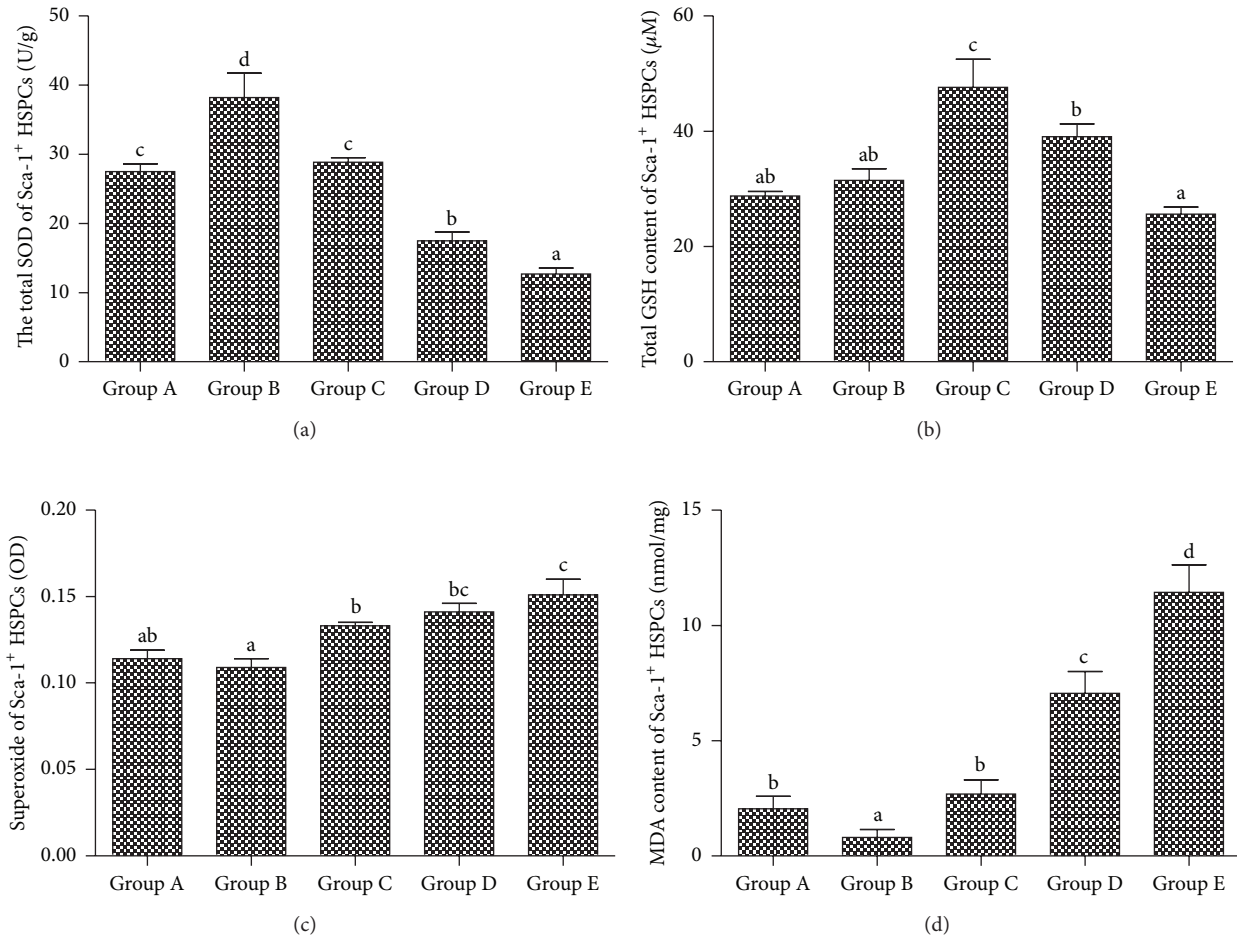 The total SOD of Sca-1⁺ HSPCs (U/g)
50
40
30
20
10
0
c
d
c
b
a
Group A Group B Group C Group D Group E
(a)
Total GSH content of Sca-1⁺ HSPCs (μM)
60
40
20
0
ab
ab
c
b
a
Group A Group B Group C Group D Group E
(b)
Superoxide of Sca-1⁺ HSPCs (OD)
0.20
0.15
0.10
0.05
0.00
ab
a
b
bc
c
Group A Group B Group C Group D Group E
(c)
MDA content of Sca-1⁺ HSPCs (nmol/mg)
15
10
5
0
b
a
b
c
d
Group A Group B Group C Group D Group E
(d)